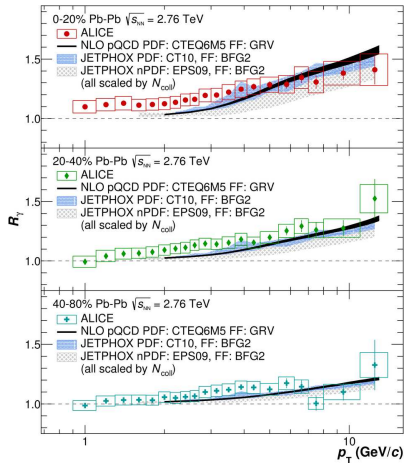 0-20% Pb-Pb √sNN = 2.76 TeV
ALICE
NLO pQCD PDF: CTEQ6M5 FF: GRV
JETPHOX PDF: CT10, FF: BFG2
JETPHOX nPDF: EPS09, FF: BFG2
(all scaled by Ncoll)
1.5
1.0
20-40% Pb-Pb √sNN = 2.76 TeV
ALICE
NLO pQCD PDF: CTEQ6M5 FF: GRV
JETPHOX PDF: CT10, FF: BFG2
JETPHOX nPDF: EPS09, FF: BFG2
(all scaled by Ncoll)
1.5
1.0
Rγ
40-80% Pb-Pb √sNN = 2.76 TeV
ALICE
NLO pQCD PDF: CTEQ6M5 FF: GRV
JETPHOX PDF: CT10, FF: BFG2
JETPHOX nPDF: EPS09, FF: BFG2
(all scaled by Ncoll)
1.5
1.0
1 10
pT (GeV/c)